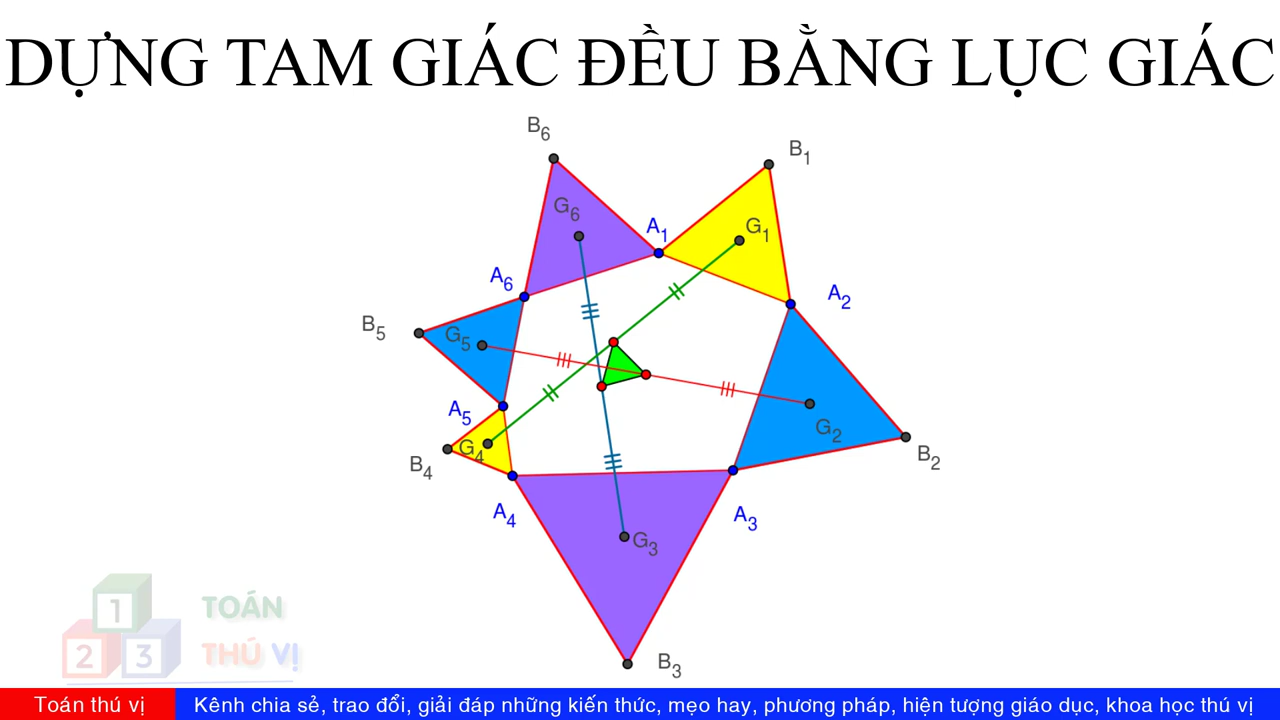 DỰNG TAM GIÁC ĐỀU BẰNG LỤC GIÁC
B6
B1
G6
A1
G1
A6
A2
B5
G5
A5
G2
B4
G4
B2
A4
A3
G3
B3
1
2 3
TOÁN
THÚ VỊ
Toán thú vị
Kênh chia sẻ, trao đổi, giải đáp những kiến thức, mẹo hay, phương pháp, hiện tượng giáo dục, khoa học thú vị